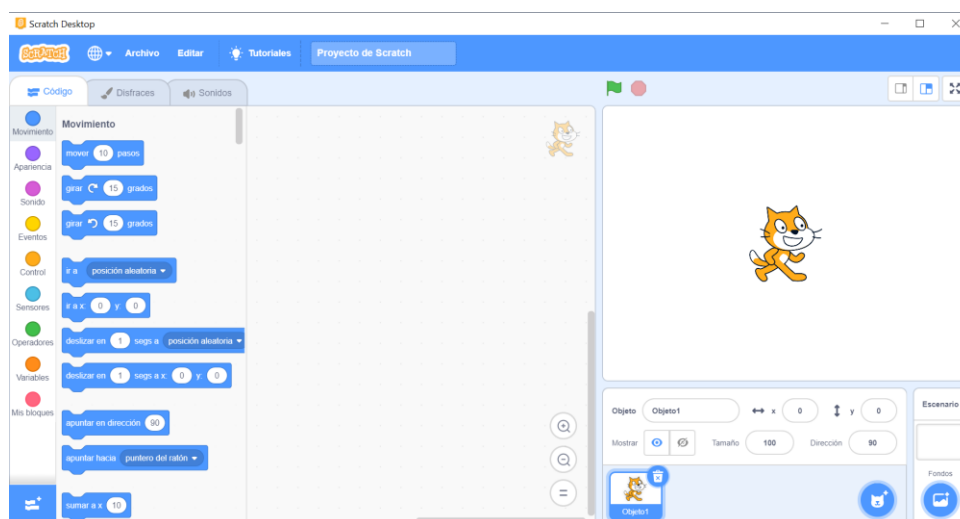 Scratch Desktop
SCRATCH Archivo Editar Tutoriales Proyecto de Scratch
Código Disfraces Sonidos
Movimiento
Apariencia
Sonido
Eventos
Control
Sensores
Operadores
Variables
Mis bloques
Movimiento
mover 10 pasos
girar 15 grados
girar 15 grados
ir a posición aleatoria
ir a x: 0 y: 0
deslizar en 1 segs a posición aleatoria
deslizar en 1 segs a x: 0 y: 0
apuntar en dirección 90
apuntar hacia puntero del ratón
sumar a x 10
Objeto Objeto1 x 0 y 0
Mostrar Tamaño 100 Dirección 90
Objeto1
Escenario
Fondos